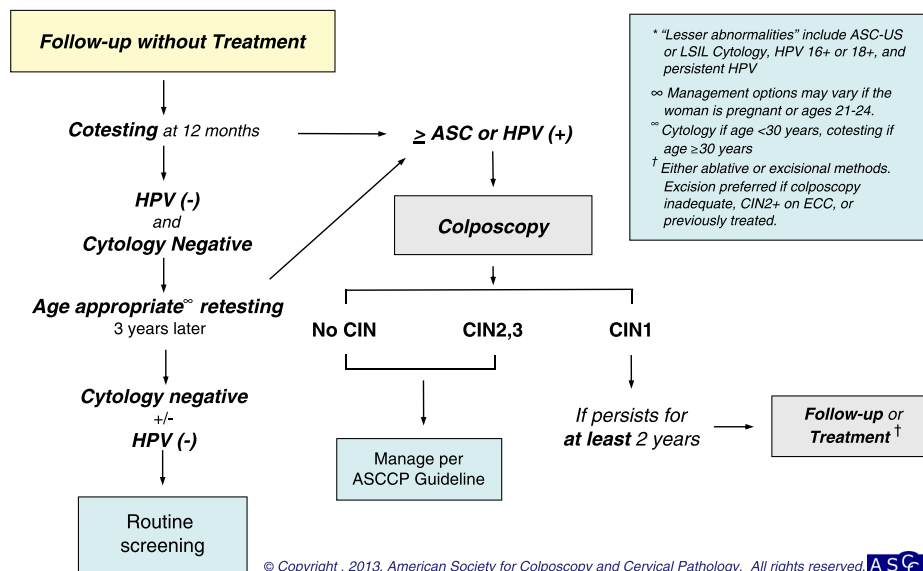 Follow-up without Treatment
Cotesting at 12 months
≥ ASC or HPV (+)
HPV (-)
and
Cytology Negative
Colposcopy
Age appropriate∞ retesting
3 years later
No CIN
CIN2,3
CIN1
Cytology negative
+/-
HPV (-)
If persists for
at least 2 years
Follow-up or
Treatment †
Manage per
ASCCP Guideline
Routine
screening
* “Lesser abnormalities” include ASC-US
or LSIL Cytology, HPV 16+ or 18+, and
persistent HPV
∞ Management options may vary if the
woman is pregnant or ages 21-24.
∞ Cytology if age <30 years, cotesting if
age ≥30 years
† Either ablative or excisional methods.
Excision preferred if colposcopy
inadequate, CIN2+ on ECC, or
previously treated.
© Copyright , 2013, American Society for Colposcopy and Cervical Pathology. All rights reserved.